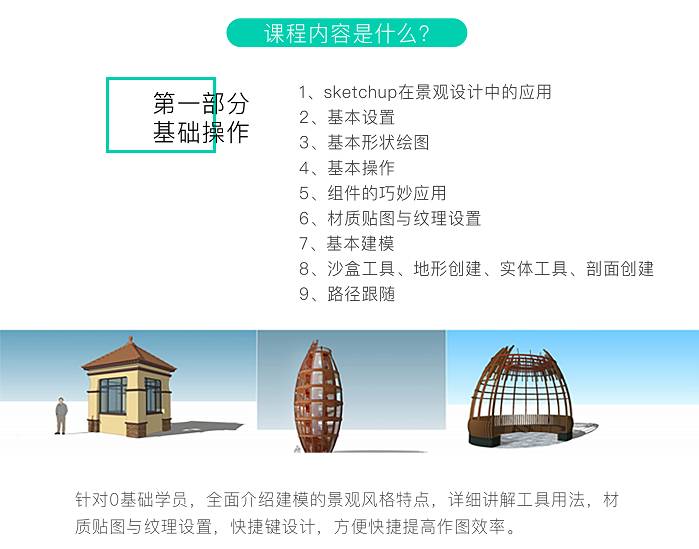 课程内容是什么?
第一部分
基础操作
1、sketchup在景观设计中的应用
2、基本设置
3、基本形状绘图
4、基本操作
5、组件的巧妙应用
6、材质贴图与纹理设置
7、基本建模
8、沙盒工具、地形创建、实体工具、剖面创建
9、路径跟随
针对0基础学员，全面介绍建模的景观风格特点，详细讲解工具用法，材
质贴图与纹理设置，快捷键设计，方便快捷提高作图效率。